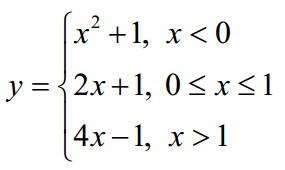 x² + 1, x < 0
y = { 2x + 1, 0 ≤ x ≤ 1
4x − 1, x > 1